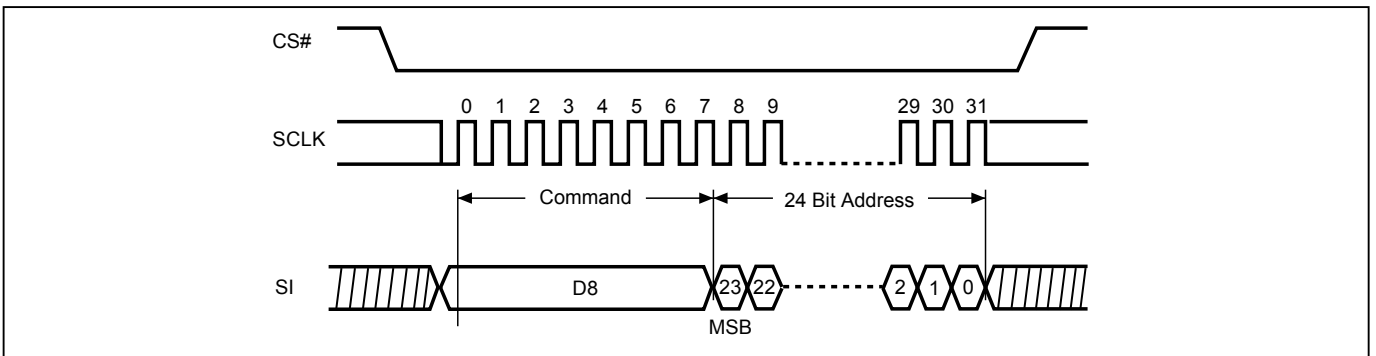 CS#
0 1 2 3 4 5 6 7 8 9 29 30 31
SCLK
Command 24 Bit Address
SI D8 23 22 2 1 0
MSB